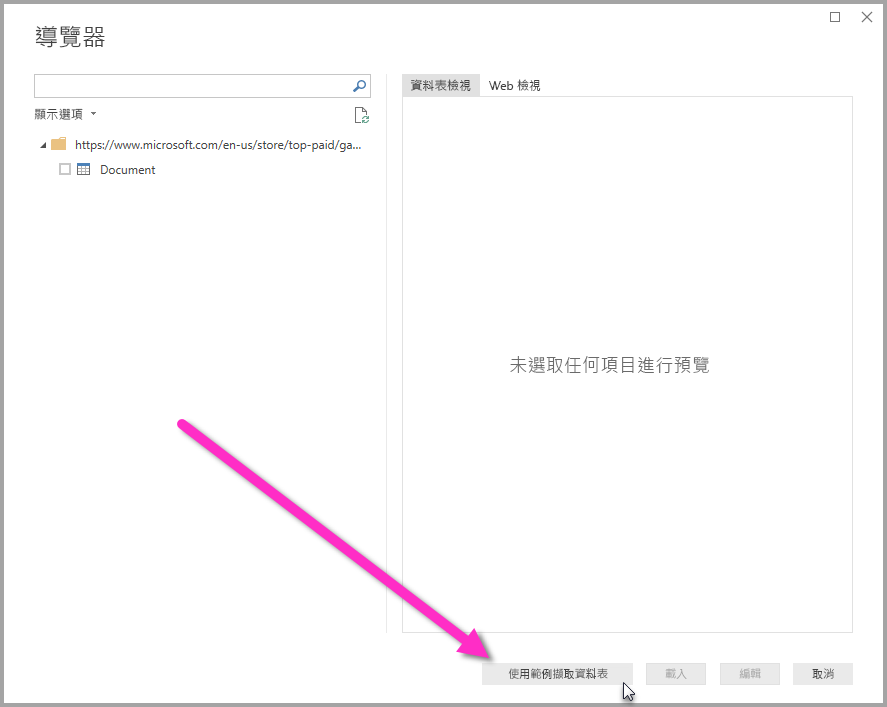 導覽器
顯示選項
https://www.microsoft.com/en-us/store/top-paid/ga...
Document
資料表檢視 Web 檢視
未選取任何項目進行預覽
使用範例擷取資料表 載入 編輯 取消